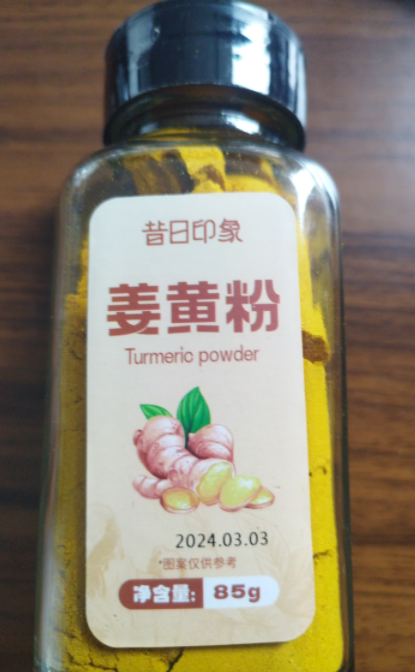 昔日印象
姜黄粉
Turmeric powder
2024.03.03
*图案仅供参考
净含量: 85g